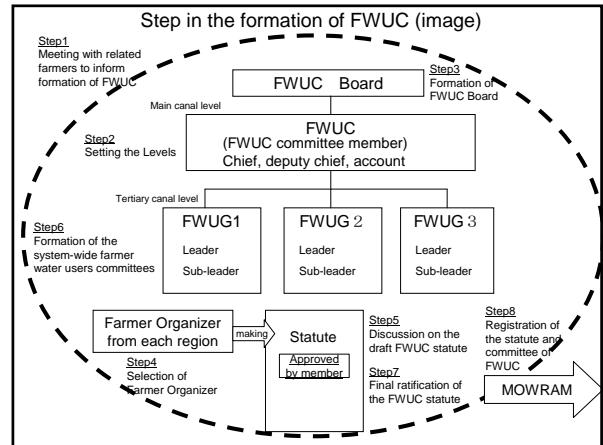 Step in the formation of FWUC (image)
Step1
Meeting with related
farmers to inform
formation of FWUC
FWUC Board
Step3
Formation of
FWUC Board
Main canal level
Step2
Setting the Levels
FWUC
(FWUC committee member)
Chief, deputy chief, account
Tertiary canal level
Step6
Formation of the
system-wide farmer
water users committees
FWUG1
Leader
Sub-leader
FWUG２
Leader
Sub-leader
FWUG３
Leader
Sub-leader
Farmer Organizer
from each region
making
Step4
Selection of
Farmer Organizer
Statute
Approved
by member
Step5
Discussion on the
draft FWUC statute
Step7
Final ratification of
the FWUC statute
Step8
Registration of
the statute and
committee of
FWUC
MOWRAM